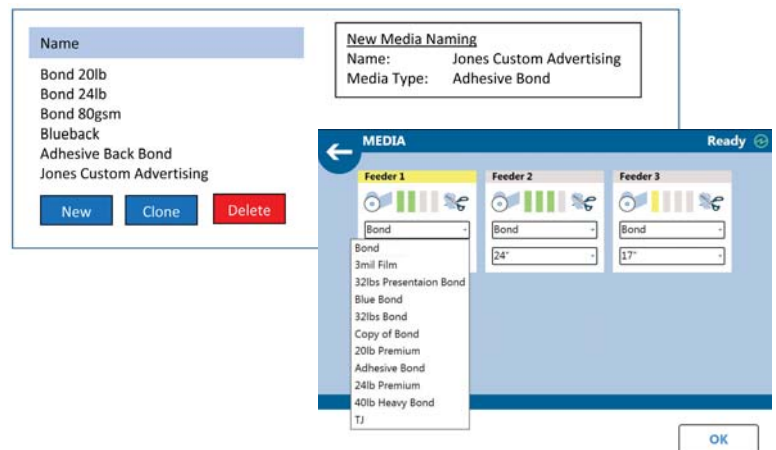 Name
Bond 20lb
Bond 24lb
Bond 80gsm
Blueback
Adhesive Back Bond
Jones Custom Advertising
New Clone Delete
New Media Naming
Name: Jones Custom Advertising
Media Type: Adhesive Bond
MEDIA Ready
Feeder 1 Feeder 2 Feeder 3
Bond Bond Bond
24" 17"
Bond
3mil Film
32lbs Presentaion Bond
Blue Bond
32lbs Bond
Copy of Bond
20lb Premium
Adhesive Bond
24lb Premium
40lb Heavy Bond
TJ
OK